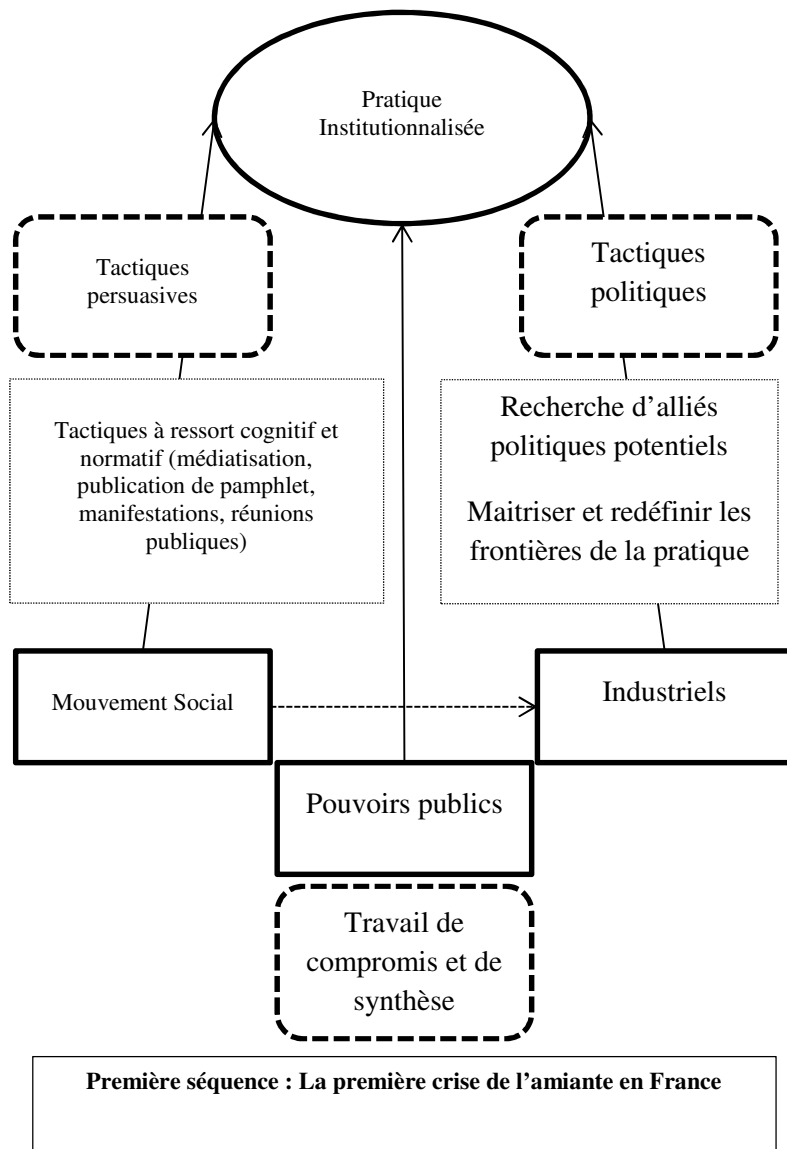 Pratique
Institutionnalisée
Tactiques
persuasives
Tactiques
politiques
Tactiques à ressort cognitif et
normatif (médiatisation,
publication de pamphlet,
manifestations, réunions
publiques)
Recherche d’alliés
politiques potentiels
Maitriser et redéfinir les
frontières de la pratique
Mouvement Social
Industriels
Pouvoirs publics
Travail de
compromis et de
synthèse
Première séquence : La première crise de l’amiante en France